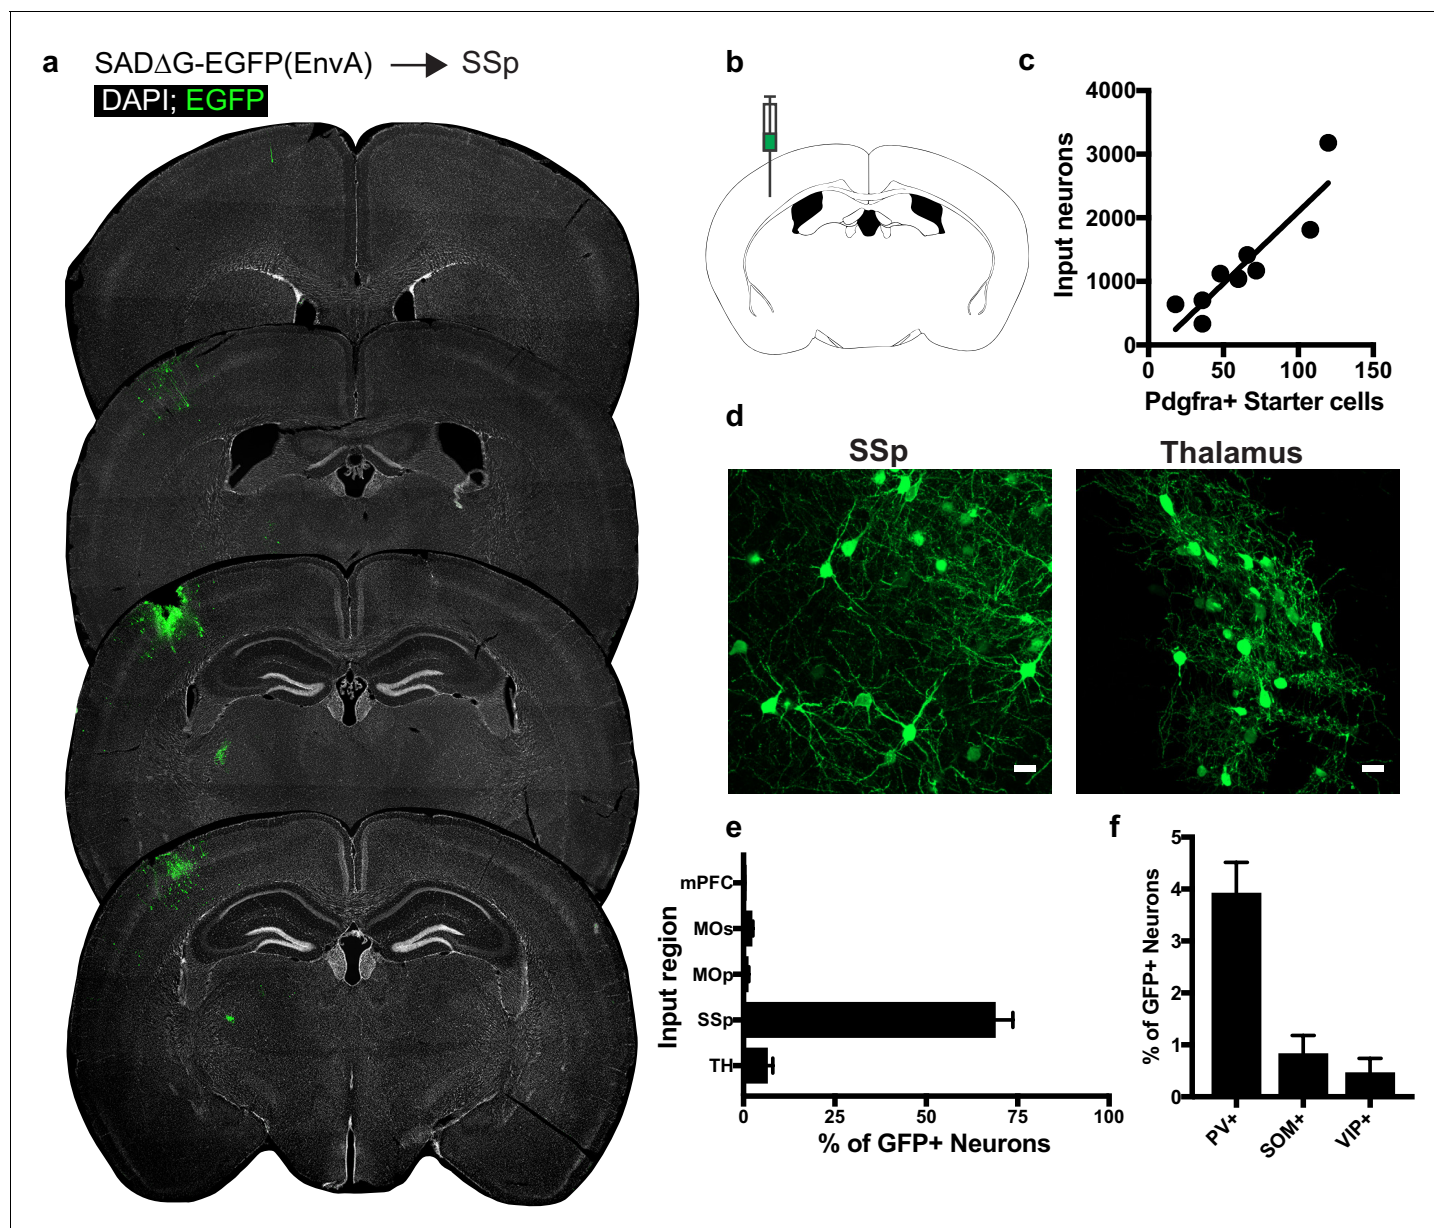 a SAD∆G-EGFP(EnvA) → SSp
DAPI; EGFP
b
c
4000
3000
2000
1000
0
Input neurons
0 50 100 150
Pdgfra+ Starter cells
d
SSp Thalamus
e
Input region
mPFC
MOs
MOp
SSp
TH
0 25 50 75 100
% of GFP+ Neurons
f
% of GFP+ Neurons
5
4
3
2
1
0
PV+ SOM+ VIP+